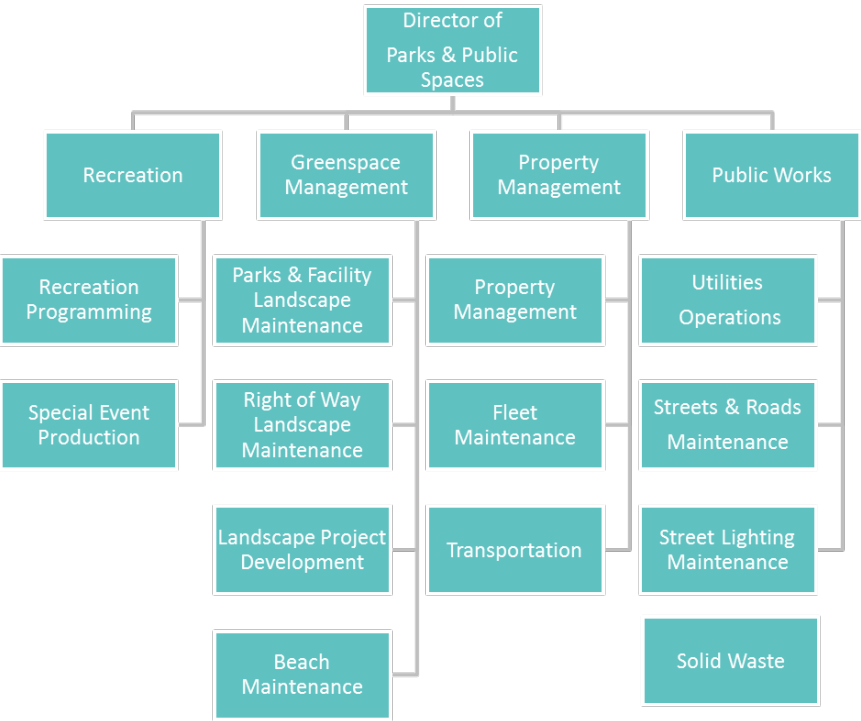 Director of
Parks & Public
Spaces
Recreation
Greenspace
Management
Property
Management
Public Works
Recreation
Programming
Parks & Facility
Landscape
Maintenance
Property
Management
Utilities
Operations
Special Event
Production
Right of Way
Landscape
Maintenance
Fleet
Maintenance
Streets & Roads
Maintenance
Landscape Project
Development
Transportation
Street Lighting
Maintenance
Beach
Maintenance
Solid Waste